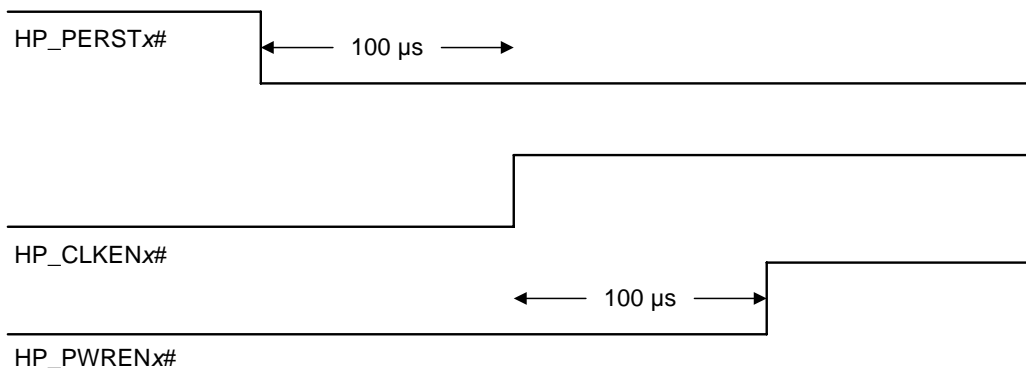 HP_PERSTx#
100 µs
HP_CLKENx#
100 µs
HP_PWRENx#